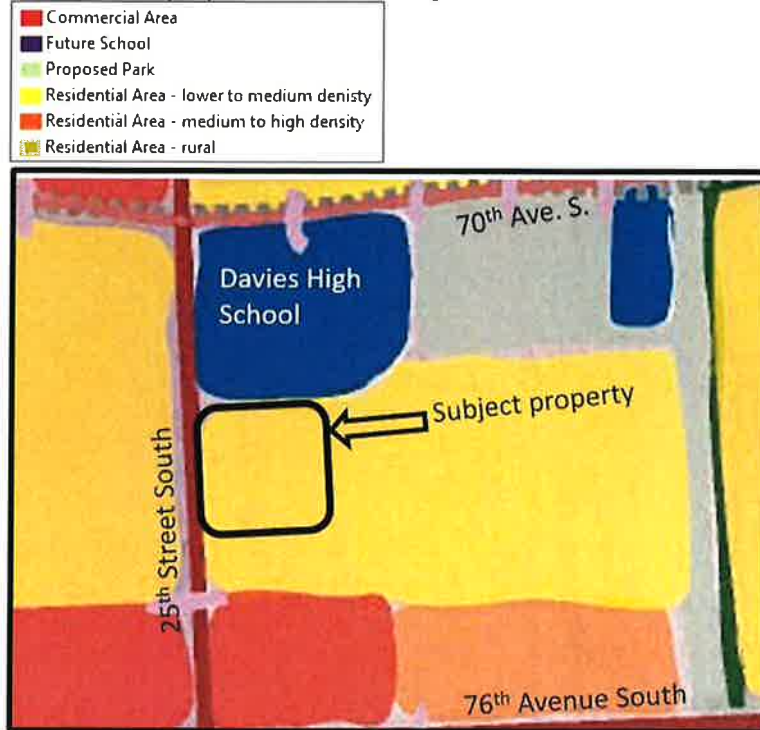 Commercial Area
Future School
Proposed Park
Residential Area - lower to medium denisty
Residential Area - medium to high density
Residential Area - rural
70th Ave. S.
Davies High
School
Subject property
25th Street South
76th Avenue South